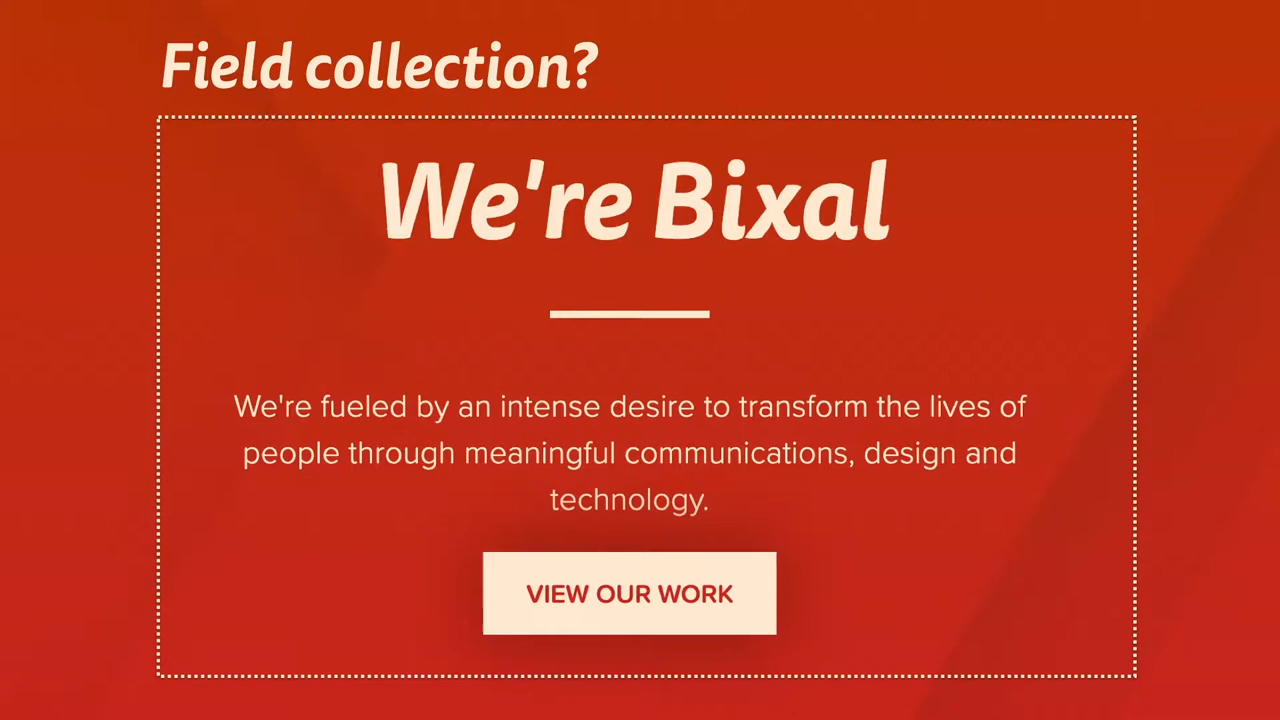 Field collection?
We're Bixal
We're fueled by an intense desire to transform the lives of
people through meaningful communications, design and
technology.
VIEW OUR WORK